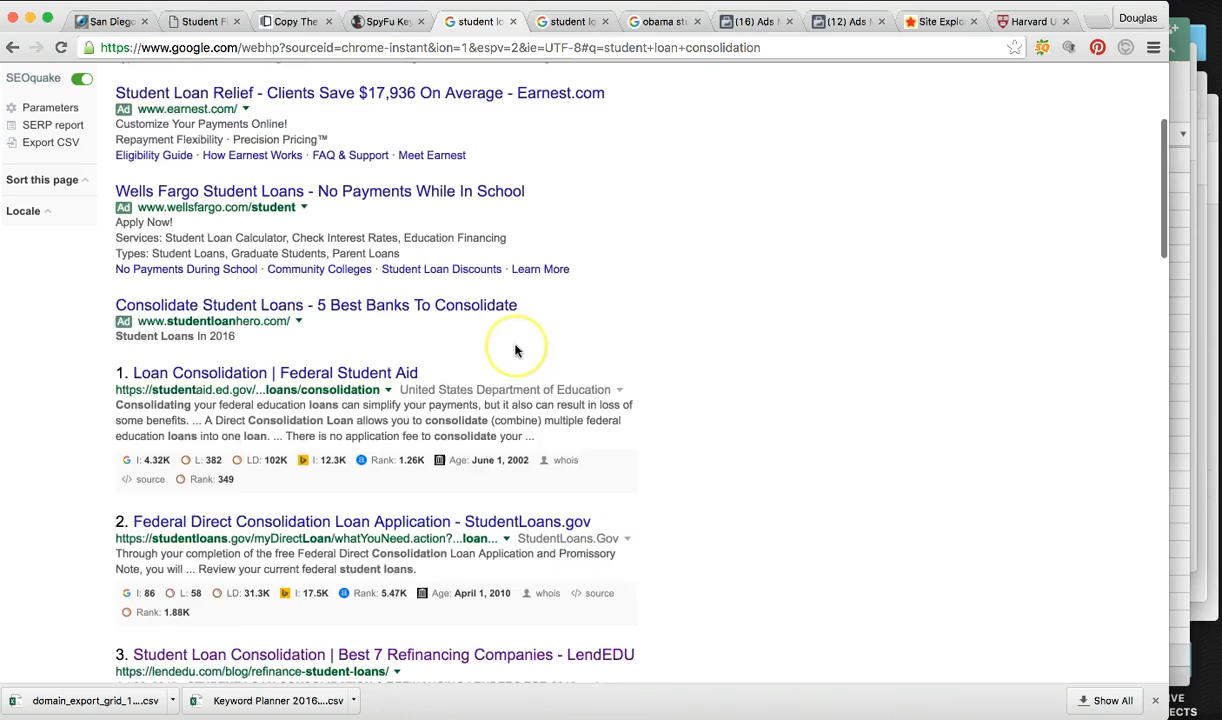 San Diego
Student F
Copy The
SpyFu Ke
student lo
student lo
obama stu
(16) Ads M
(12) Ads M
Site Explo
Harvard U
Douglas
https://www.google.com/webhp?sourceid=chrome-instant&ion=1&espv=2&ie=UTF-8#q=student+loan+consolidation
SEOquake
Parameters
SERP report
Export CSV
Sort this page
Locale
Student Loan Relief - Clients Save $17,936 On Average - Earnest.com
Ad www.earnest.com/
Customize Your Payments Online!
Repayment Flexibility · Precision Pricing™
Eligibility Guide · How Earnest Works · FAQ & Support · Meet Earnest
Wells Fargo Student Loans - No Payments While In School
Ad www.wellsfargo.com/student
Apply Now!
Services: Student Loan Calculator, Check Interest Rates, Education Financing
Types: Student Loans, Graduate Students, Parent Loans
No Payments During School · Community Colleges · Student Loan Discounts · Learn More
Consolidate Student Loans - 5 Best Banks To Consolidate
Ad www.studentloanhero.com/
Student Loans In 2016
1. Loan Consolidation | Federal Student Aid
https://studentaid.ed.gov/...loans/consolidation United States Department of Education
Consolidating your federal education loans can simplify your payments, but it also can result in loss of
some benefits. ... A Direct Consolidation Loan allows you to consolidate (combine) multiple federal
education loans into one loan. ... There is no application fee to consolidate your ...
I: 4.32K L: 382 LD: 102K I: 12.3K Rank: 1.26K Age: June 1, 2002 whois
source Rank: 349
2. Federal Direct Consolidation Loan Application - StudentLoans.gov
https://studentloans.gov/myDirectLoan/whatYouNeed.action?...loan... StudentLoans.Gov
Through your completion of the free Federal Direct Consolidation Loan Application and Promissory
Note, you will ... Review your current federal student loans.
I: 86 L: 58 LD: 31.3K I: 17.5K Rank: 5.47K Age: April 1, 2010 whois source
Rank: 1.88K
3. Student Loan Consolidation | Best 7 Refinancing Companies - LendEDU
https://lendedu.com/blog/refinance-student-loans/
domain_export_grid_1....csv
Keyword Planner 2016....csv
Show All
IVE
ECTS